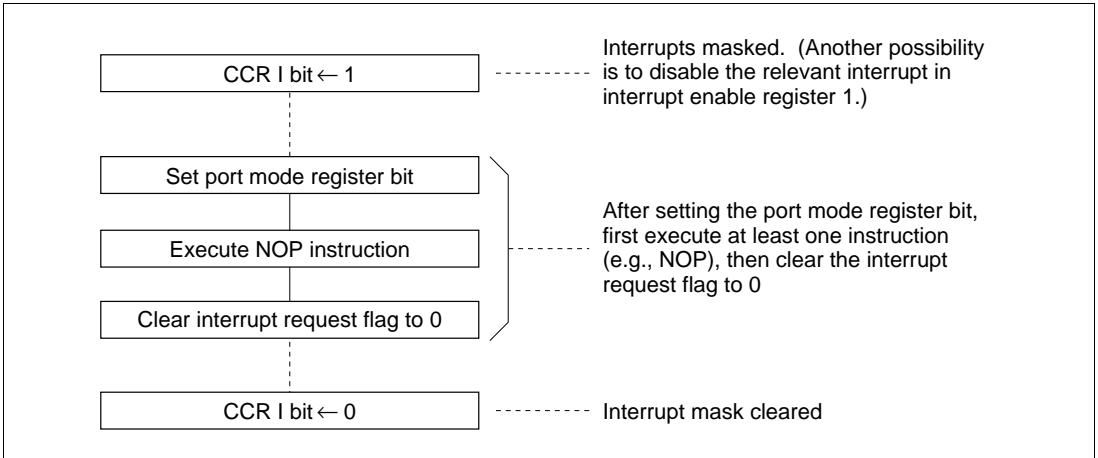 CCR I bit ← 1
Interrupts masked.  (Another possibility
is to disable the relevant interrupt in
interrupt enable register 1.)
Set port mode register bit
Execute NOP instruction
Clear interrupt request flag to 0
After setting the port mode register bit,
first execute at least one instruction
(e.g., NOP), then clear the interrupt
request flag to 0
CCR I bit ← 0
Interrupt mask cleared